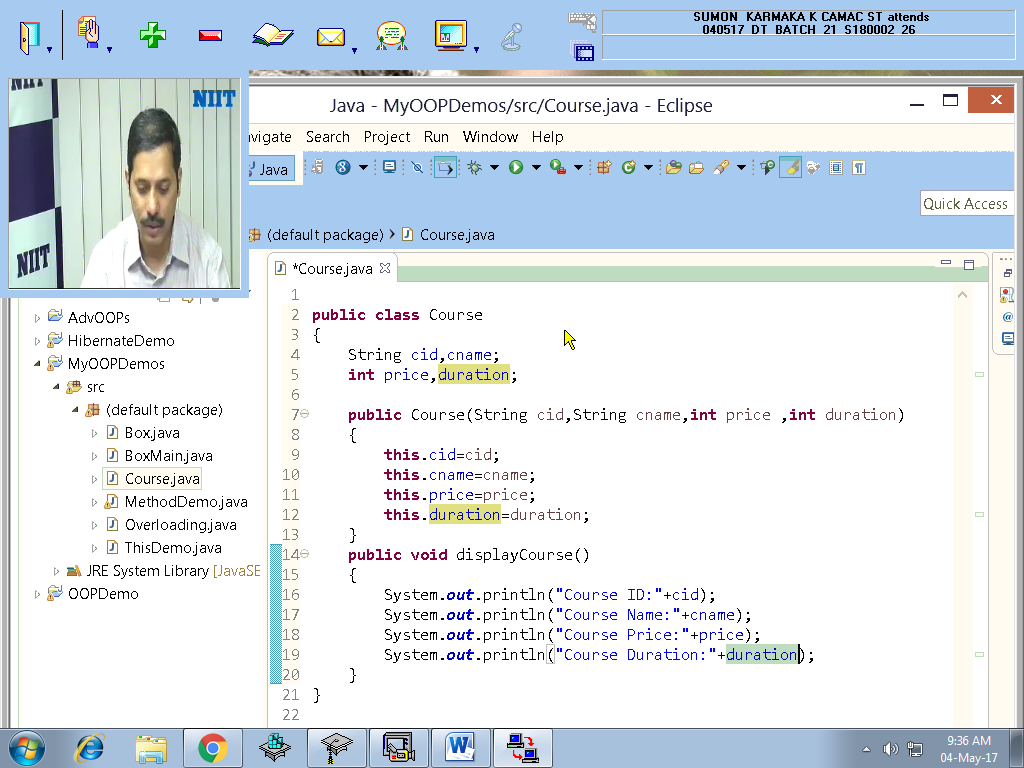 SUMON KARMAKA K CAMAC ST attends
040517 DT BATCH 21 S180002 26
NIIT
NIIT
NIIT
Java - MyOOPDemos/src/Course.java - Eclipse
avigate Search Project Run Window Help
Java
Quick Access
(default package) Course.java
*Course.java
AdvOOPs
HibernateDemo
MyOOPDemos
src
(default package)
Box.java
BoxMain.java
Course.java
MethodDemo.java
Overloading.java
ThisDemo.java
JRE System Library [JavaSE
OOPDemo
1
2 public class Course
3 {
4 String cid,cname;
5 int price,duration;
6
7 public Course(String cid,String cname,int price ,int duration)
8 {
9 this.cid=cid;
10 this.cname=cname;
11 this.price=price;
12 this.duration=duration;
13 }
14 public void displayCourse()
15 {
16 System.out.println("Course ID:"+cid);
17 System.out.println("Course Name:"+cname);
18 System.out.println("Course Price:"+price);
19 System.out.println("Course Duration:"+duration);
20 }
21 }
22
9:36 AM
04-May-17